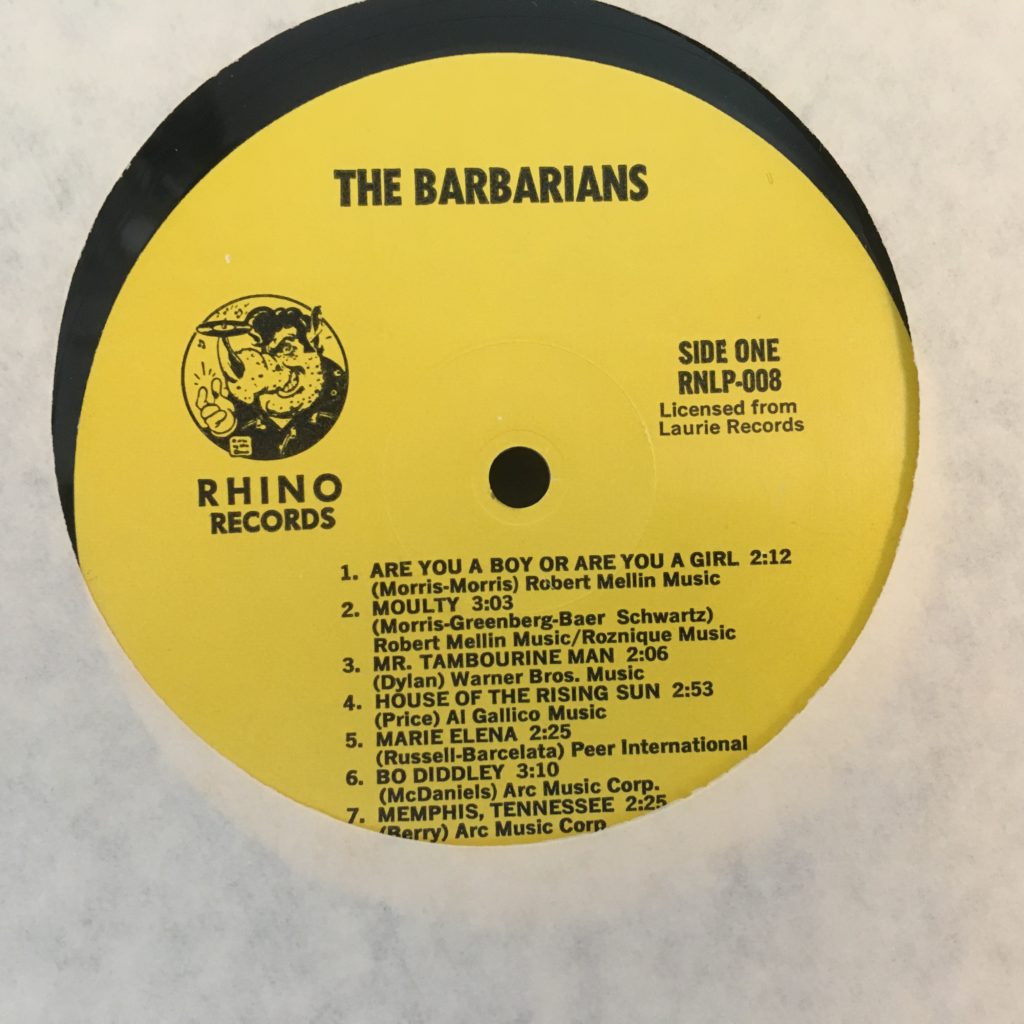 THE BARBARIANS
RHINO
RECORDS
SIDE ONE
RNLP-008
Licensed from
Laurie Records
1. ARE YOU A BOY OR ARE YOU A GIRL 2:12
(Morris-Morris) Robert Mellin Music
2. MOULTY 3:03
(Morris-Greenberg-Baer Schwartz)
Robert Mellin Music/Roznique Music
3. MR. TAMBOURINE MAN 2:06
(Dylan) Warner Bros. Music
4. HOUSE OF THE RISING SUN 2:53
(Price) Al Gallico Music
5. MARIE ELENA 2:25
(Russell-Barcelata) Peer International
6. BO DIDDLEY 3:10
(McDaniels) Arc Music Corp.
7. MEMPHIS, TENNESSEE 2:25
(Berry) Arc Music Corp